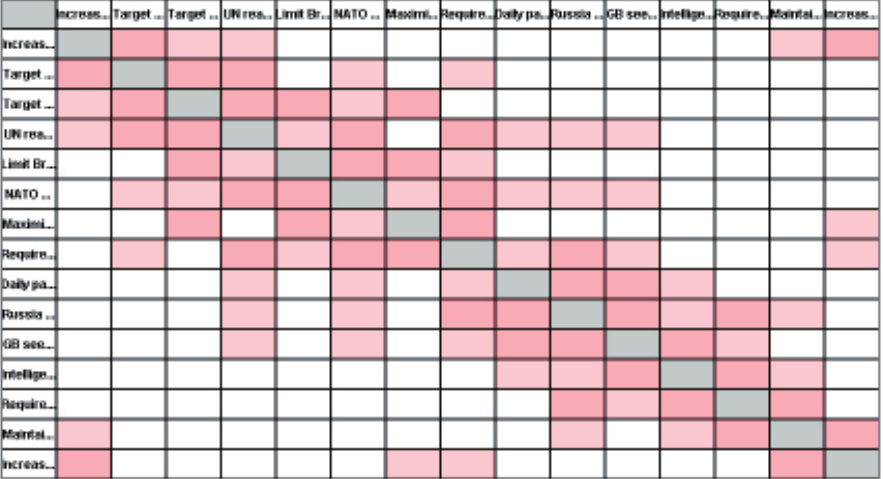 Increas... Target ... Target ... UN rea... Limit Br... NATO ... Maximi... Require... Daily pa... Russia ... GB see... Intellige... Require... Maintai... Increas...
Increas...
Target ...
Target ...
UN rea...
Limit Br...
NATO ...
Maximi...
Require...
Daily pa...
Russia ...
GB see...
Intellige...
Require...
Maintai...
Increas...